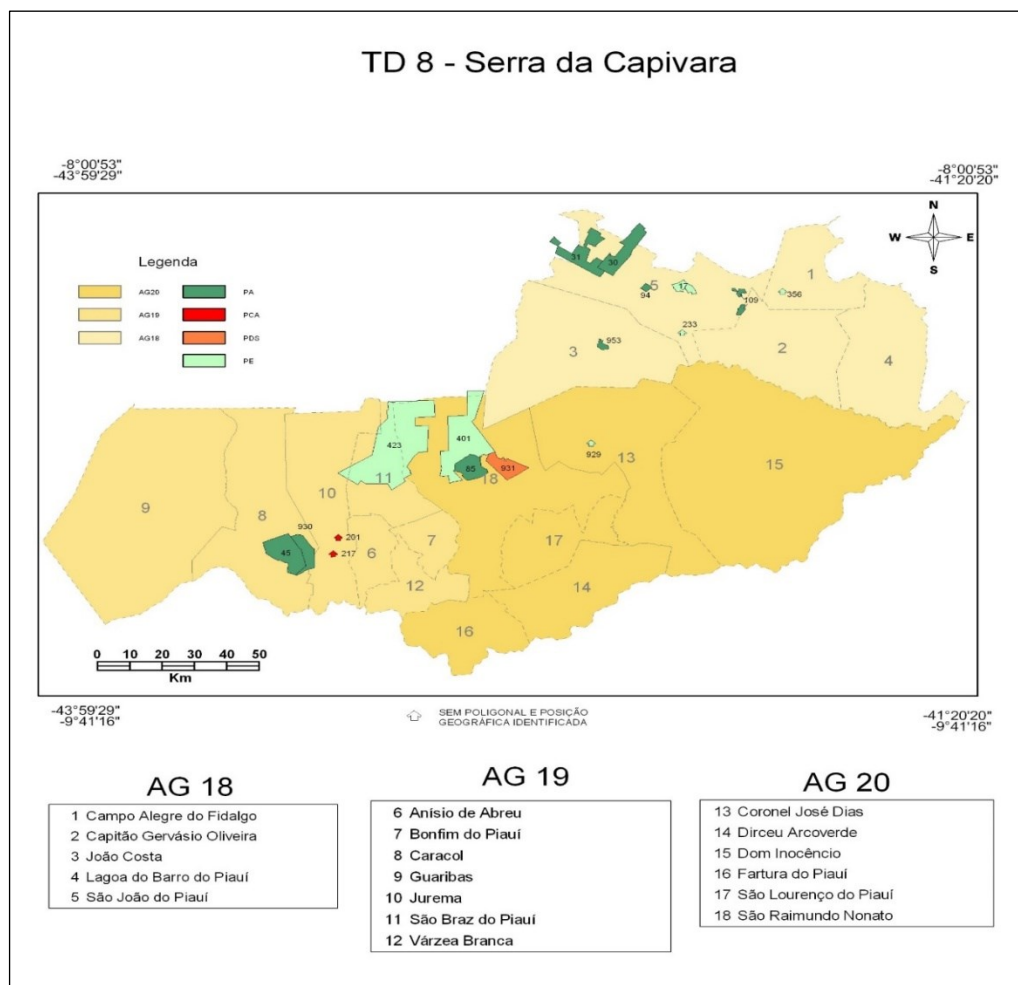 TD 8 - Serra da Capivara
-8°00'53"
-43°59'29"
-8°00'53"
-41°20'20"
N
W E
S
Legenda
AG20 PA
AG19 PCA
AG18 PDS
PE
31
30
1
5
94
17
109
356
233
3
953
2
4
423
401
929
13
15
11
85
18
931
9
10
8
930
201
45
217
6
7
17
12
14
16
0 10 20 30 40 50
Km
-43°59'29"
-9°41'16"
SEM POLIGONAL E POSIÇÃO
GEOGRÁFICA IDENTIFICADA
-41°20'20"
-9°41'16"
AG 18
1 Campo Alegre do Fidalgo
2 Capitão Gervásio Oliveira
3 João Costa
4 Lagoa do Barro do Piauí
5 São João do Piauí
AG 19
6 Anísio de Abreu
7 Bonfim do Piauí
8 Caracol
9 Guaribas
10 Jurema
11 São Braz do Piauí
12 Várzea Branca
AG 20
13 Coronel José Dias
14 Dirceu Arcoverde
15 Dom Inocêncio
16 Fartura do Piauí
17 São Lourenço do Piauí
18 São Raimundo Nonato